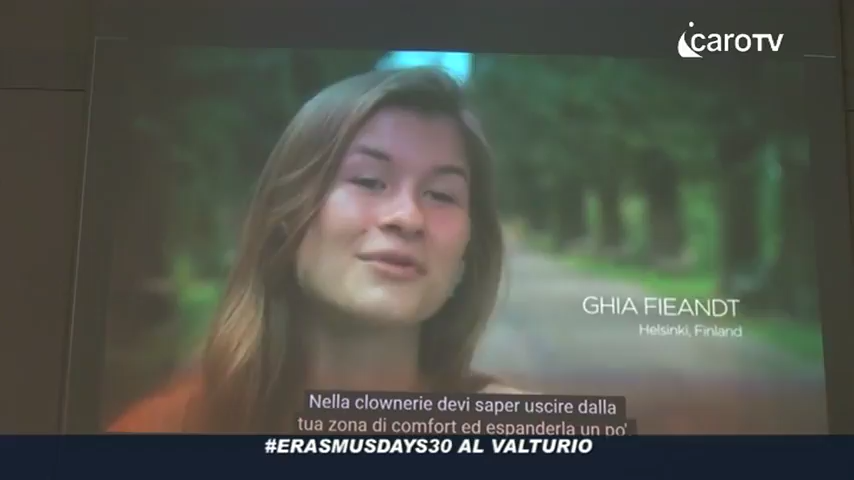 icaroTV
GHIA FIEANDT
Helsinki, Finland
Nella clownerie devi saper uscire dalla
tua zona di comfort ed espanderla un po'.
#ERASMUSDAYS30 AL VALTURIO